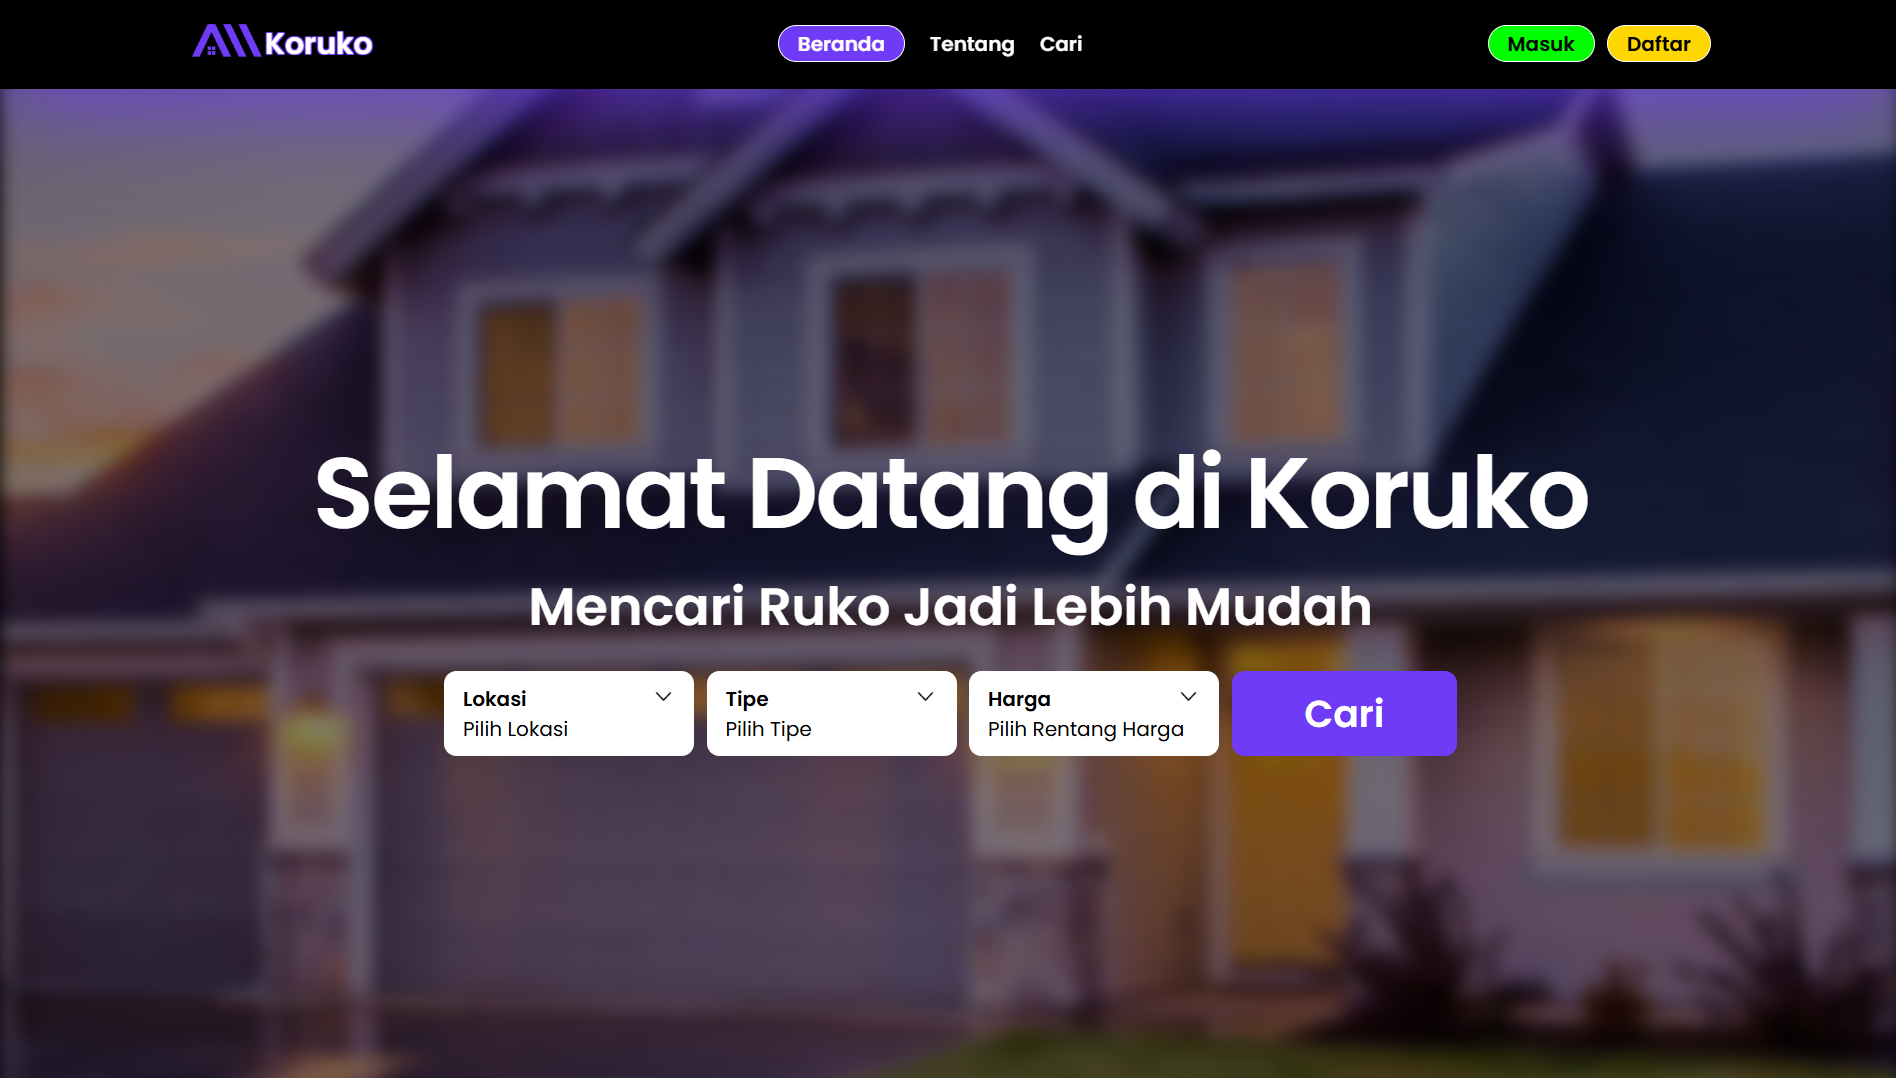 Koruko
Beranda Tentang Cari
Masuk Daftar
Selamat Datang di Koruko
Mencari Ruko Jadi Lebih Mudah
Lokasi
Pilih Lokasi
Tipe
Pilih Tipe
Harga
Pilih Rentang Harga
Cari